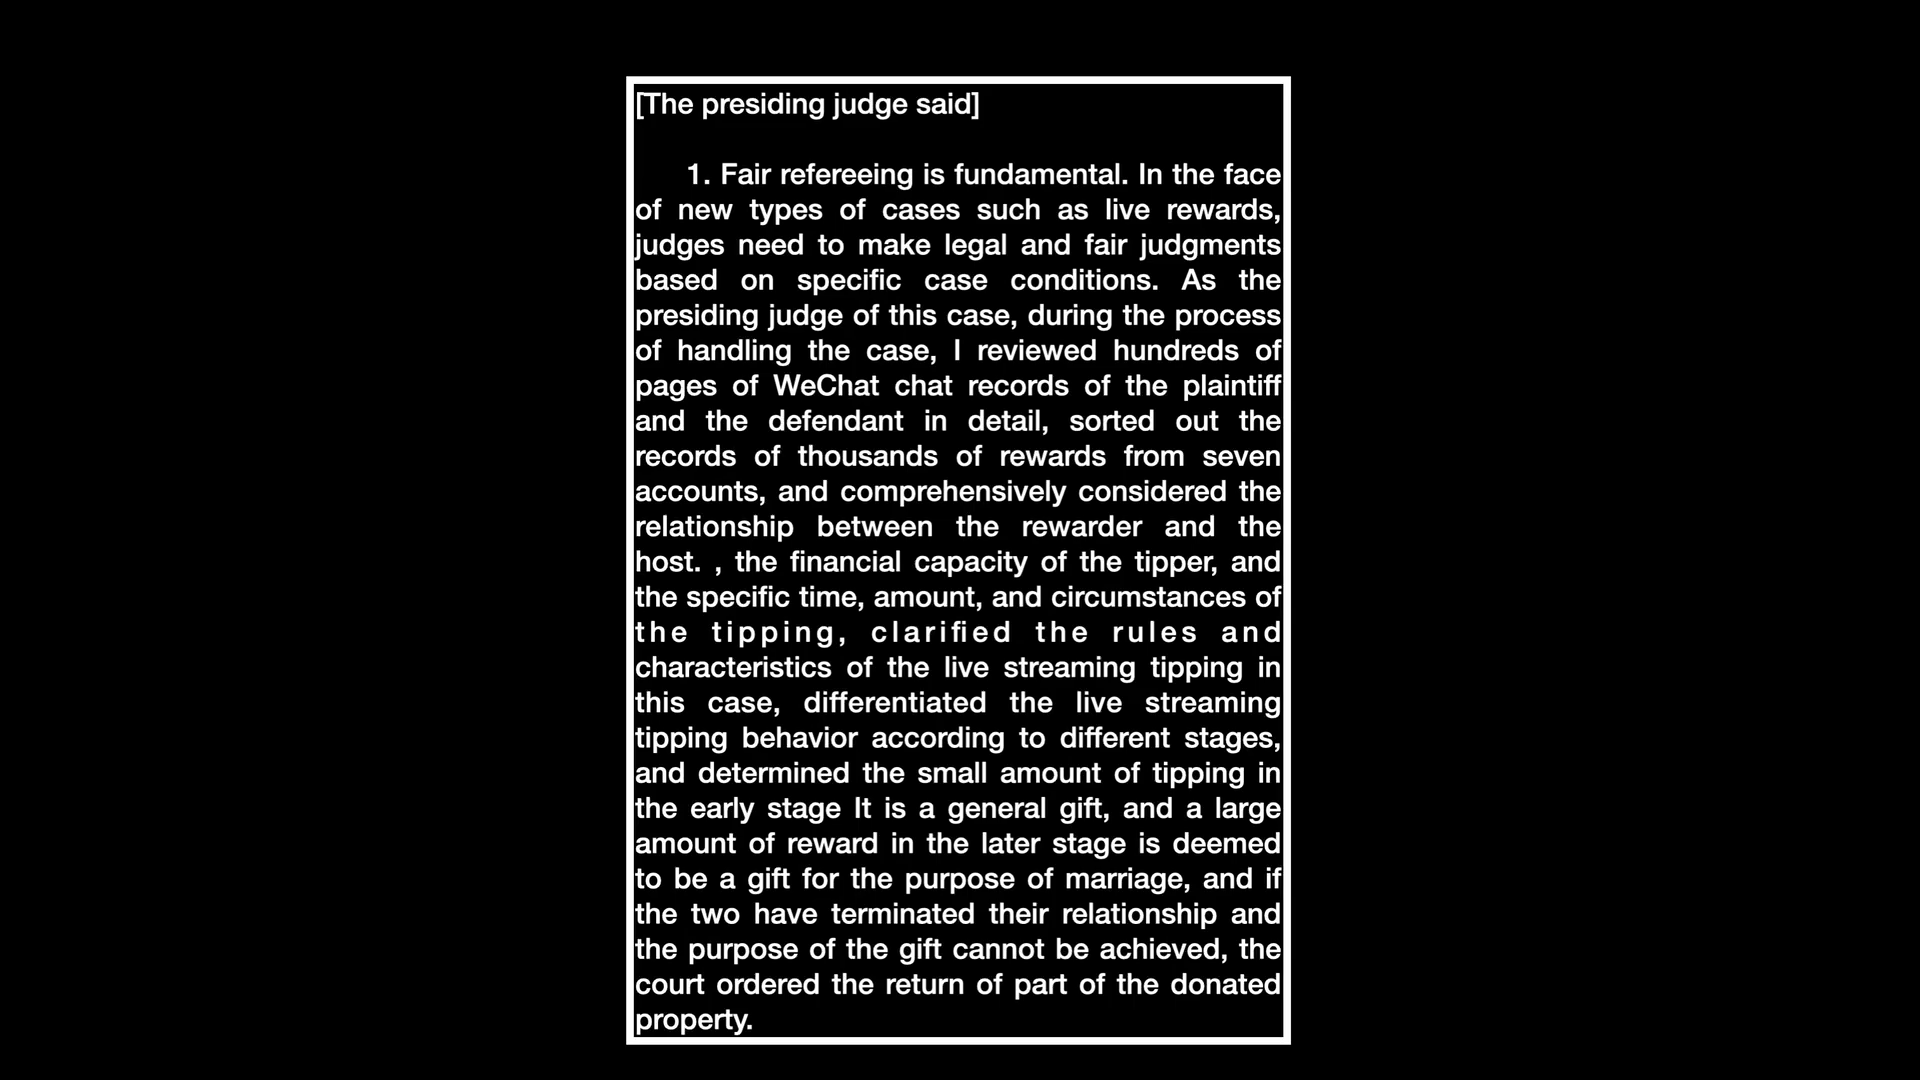 [The presiding judge said]
1. Fair refereeing is fundamental. In the face
of new types of cases such as live rewards,
judges need to make legal and fair judgments
based on specific case conditions. As the
presiding judge of this case, during the process
of handling the case, I reviewed hundreds of
pages of WeChat chat records of the plaintiff
and the defendant in detail, sorted out the
records of thousands of rewards from seven
accounts, and comprehensively considered the
relationship between the rewarder and the
host. , the financial capacity of the tipper, and
the specific time, amount, and circumstances of
the tipping, clarified the rules and
characteristics of the live streaming tipping in
this case, differentiated the live streaming
tipping behavior according to different stages,
and determined the small amount of tipping in
the early stage It is a general gift, and a large
amount of reward in the later stage is deemed
to be a gift for the purpose of marriage, and if
the two have terminated their relationship and
the purpose of the gift cannot be achieved, the
court ordered the return of part of the donated
property.